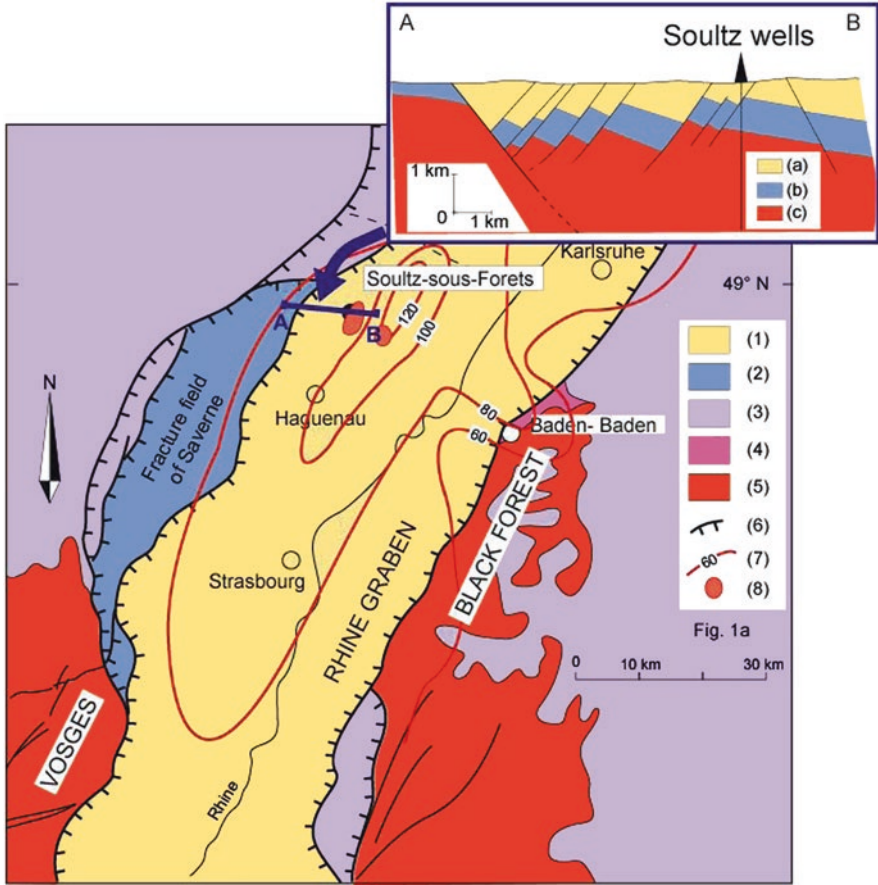 A
B
Soultz wells
1 km
0
1 km
(a)
(b)
(c)
Karlsruhe
Soultz-sous-Forets
49° N
A
B
120
100
N
Fracture field
of Saverne
Haguenau
80
60
Baden- Baden
Strasbourg
RHINE GRABEN
BLACK FOREST
VOSGES
Rhine
(1)
(2)
(3)
(4)
(5)
(6)
60
(7)
(8)
Fig. 1a
0
10 km
30 km